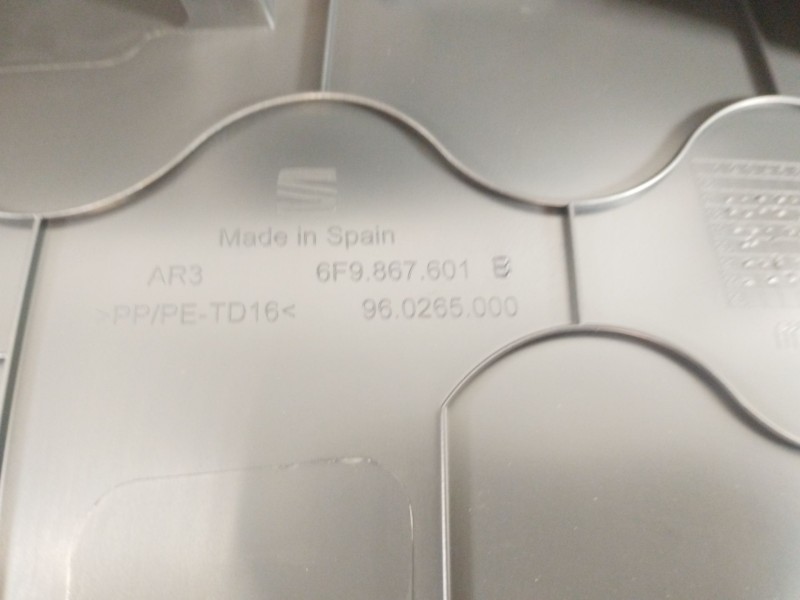 Made in Spain
AR3 6F9.867.601 B
>PP/PE-TD16< 96.0265.000